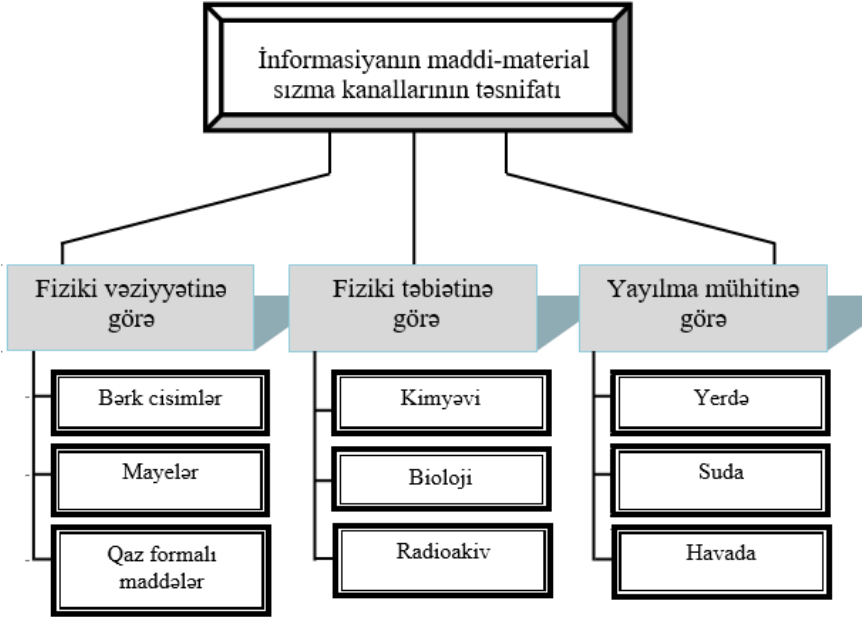 İnformasiyanın maddi-material
sızma kanallarının təsnifatı
Fiziki vəziyyətinə
görə
Bərk cisimlər
Mayelər
Qaz formalı
maddələr
Fiziki təbiətinə
görə
Kimyəvi
Bioloji
Radioakiv
Yayılma mühitinə
görə
Yerdə
Suda
Havada